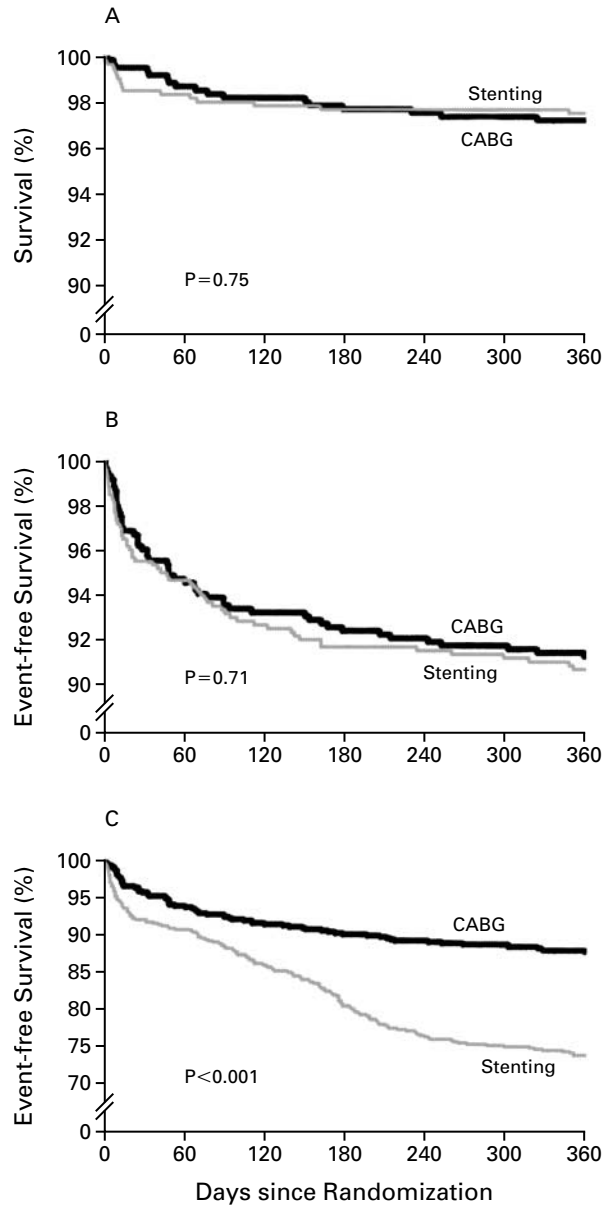 A
Survival (%)
100
98
96
94
92
90
0
Stenting
CABG
P=0.75
0 60 120 180 240 300 360
B
Event-free Survival (%)
100
98
96
94
92
90
0
CABG
Stenting
P=0.71
0 60 120 180 240 300 360
C
Event-free Survival (%)
100
95
90
85
80
75
70
0
CABG
Stenting
P<0.001
0 60 120 180 240 300 360
Days since Randomization